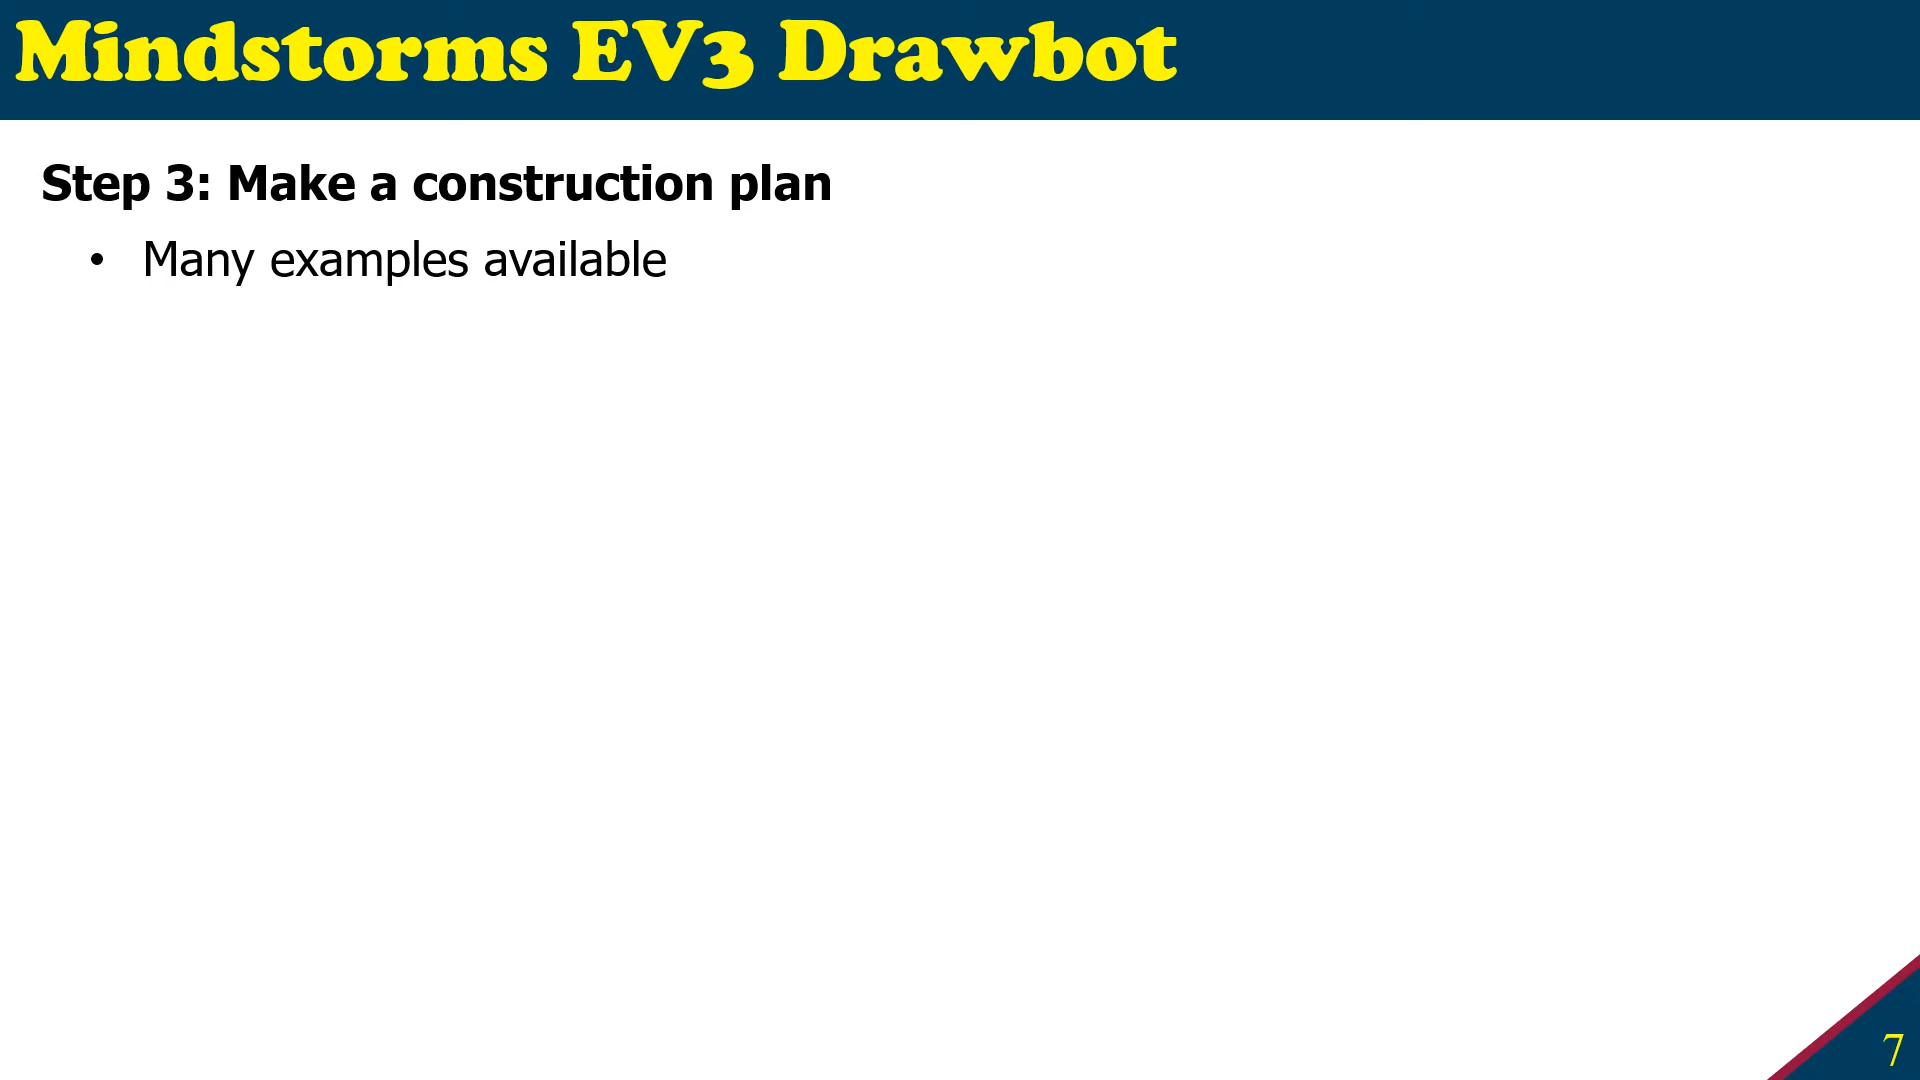 Mindstorms EV3 Drawbot
Step 3: Make a construction plan
• Many examples available
7